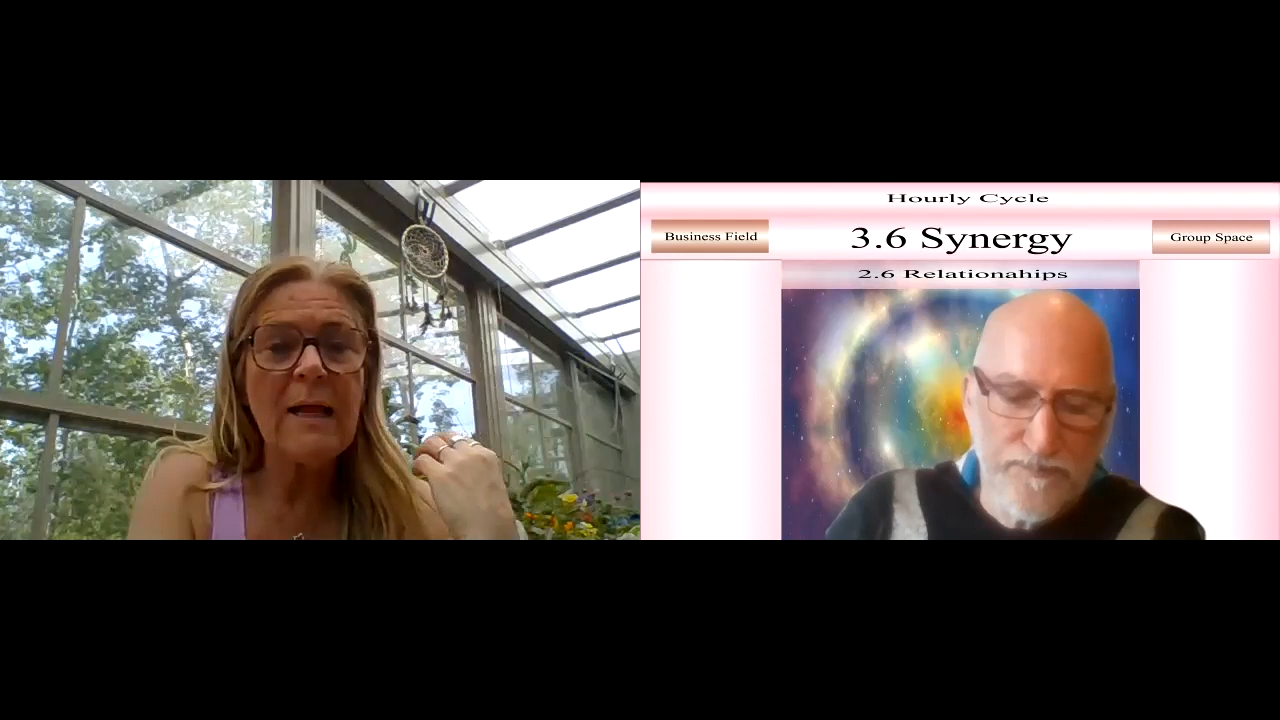 Hourly Cycle
Business Field
3.6 Synergy
Group Space
2.6 Relationahips